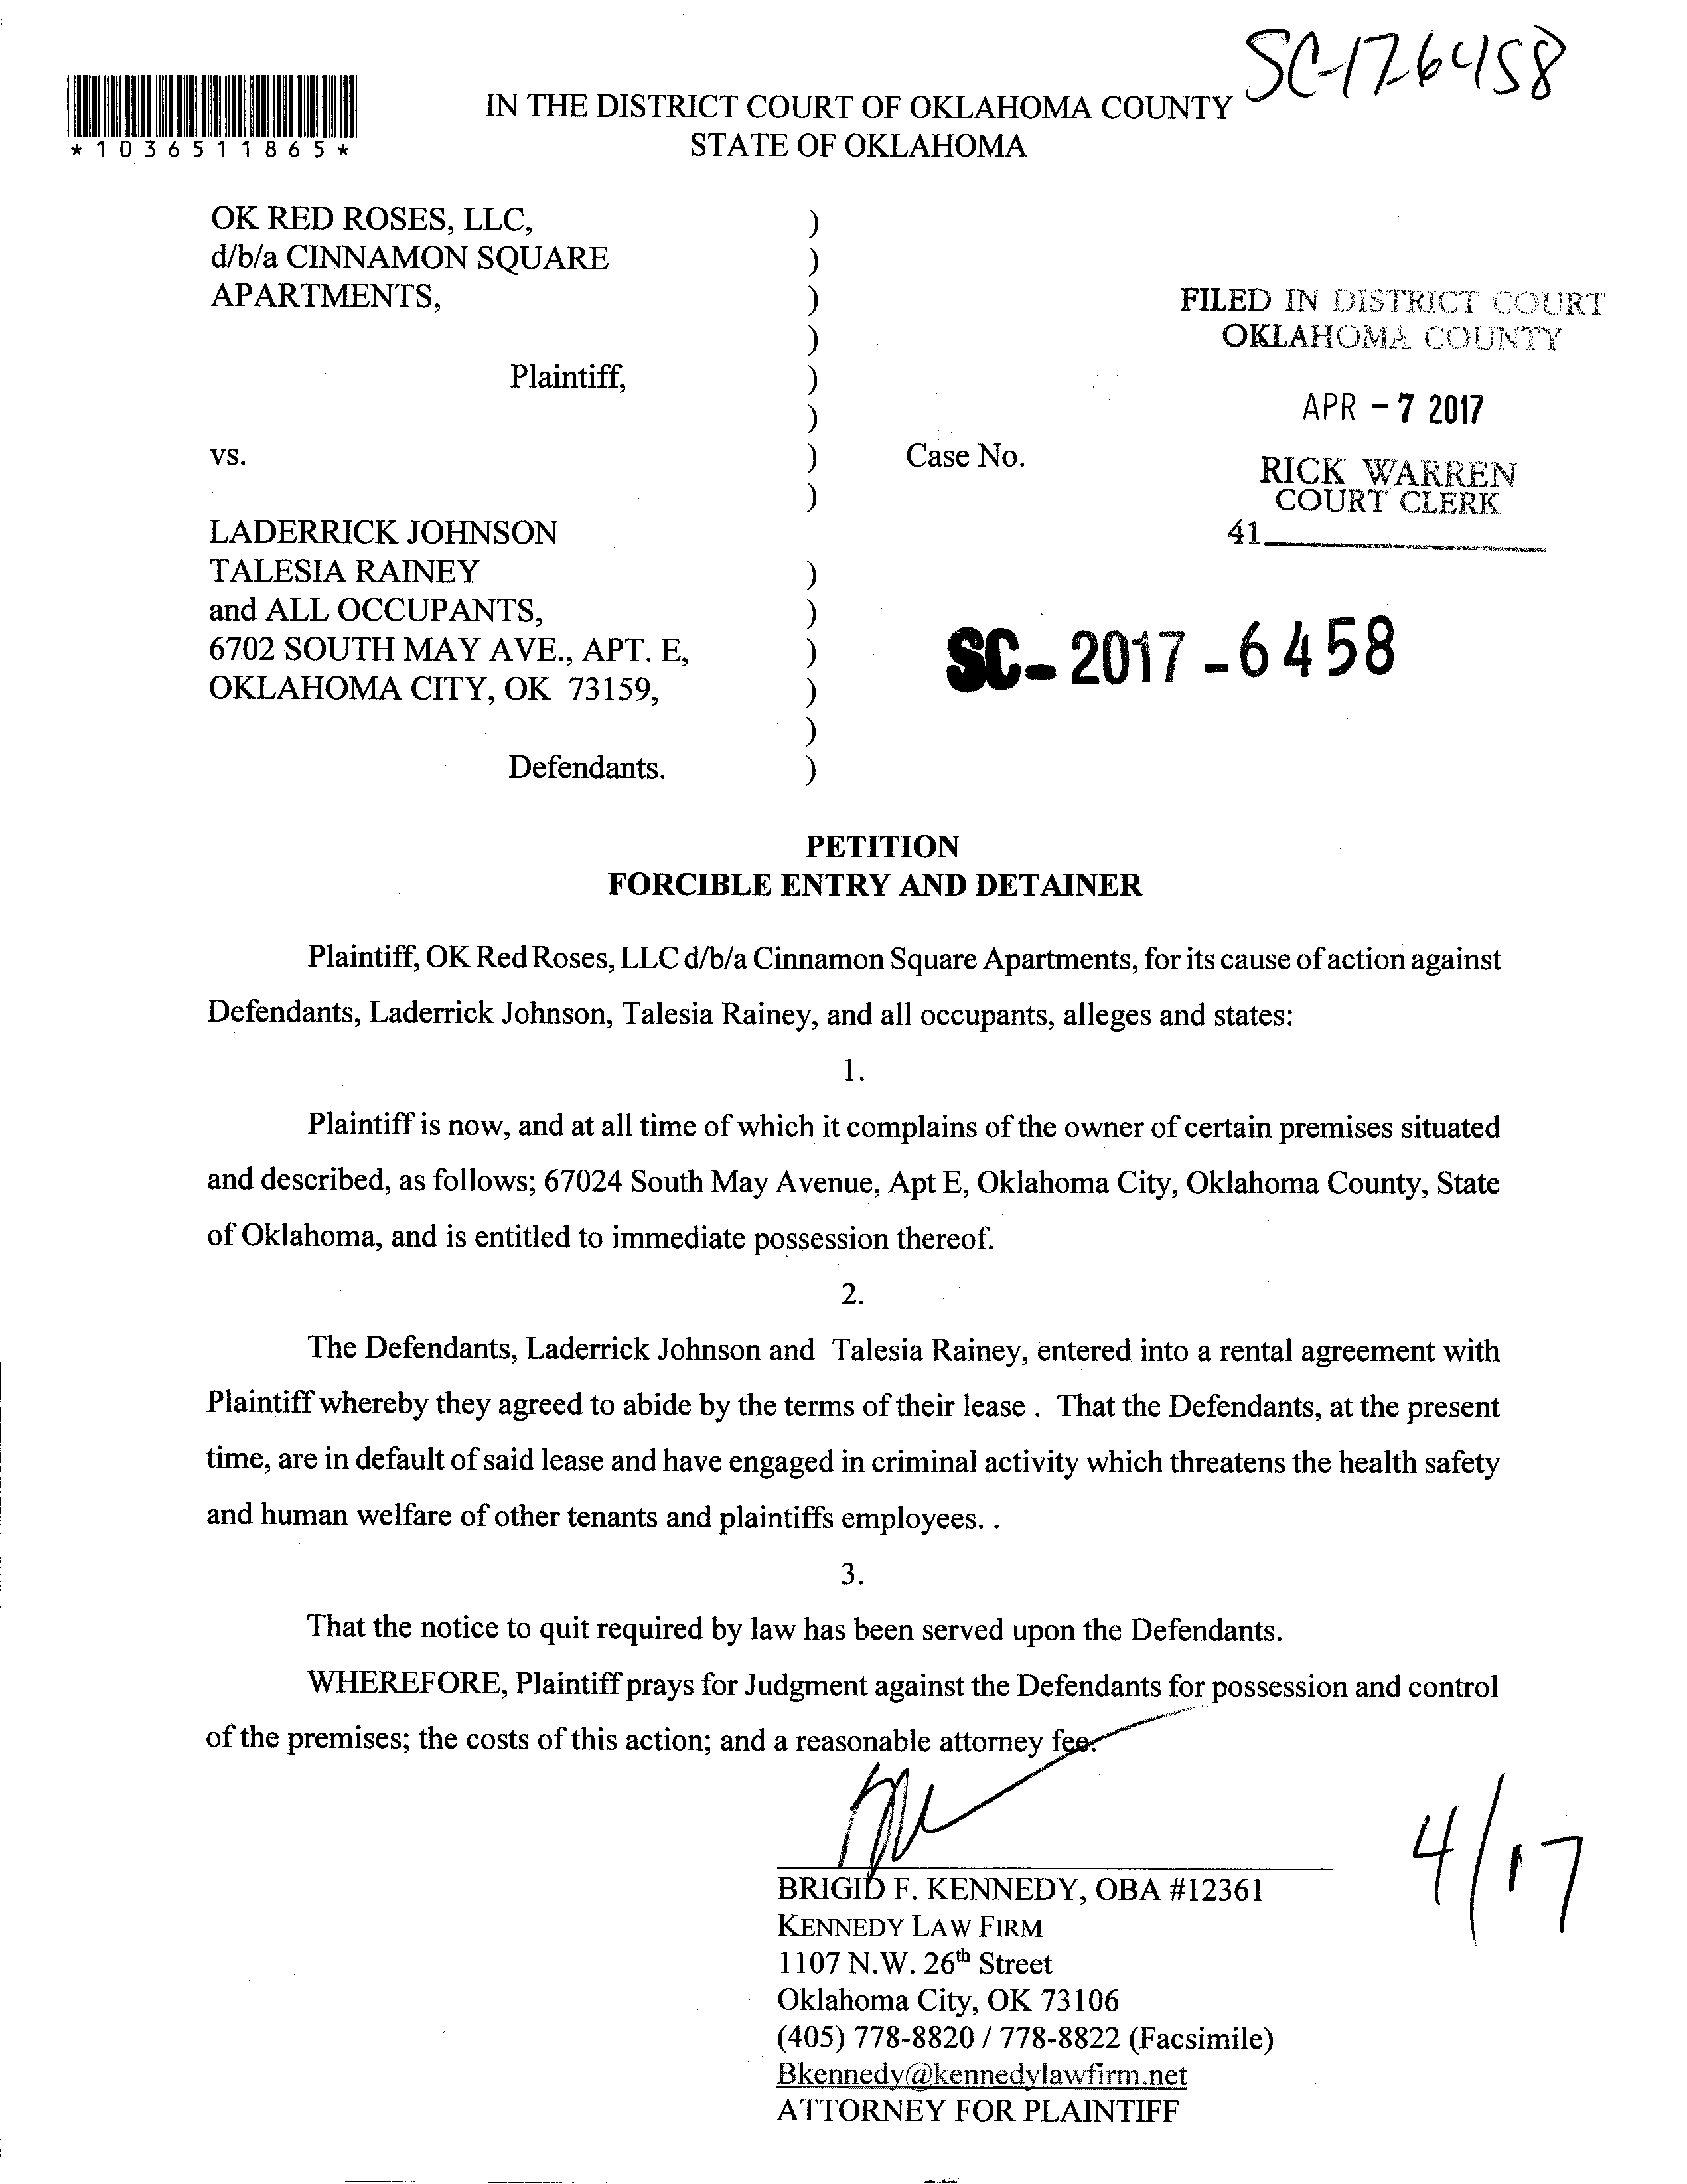 SC-17-6458
IN THE DISTRICT COURT OF OKLAHOMA COUNTY
STATE OF OKLAHOMA
* 1 0 3 6 5 1 1 8 6 5 *
OK RED ROSES, LLC, )
d/b/a CINNAMON SQUARE )
APARTMENTS, )
)
Plaintiff, )
)
vs. ) Case No.
)
LADERRICK JOHNSON
TALESIA RAINEY )
and ALL OCCUPANTS, )
6702 SOUTH MAY AVE., APT. E, )
OKLAHOMA CITY, OK 73159, )
)
Defendants. )
FILED IN DISTRICT COURT
OKLAHOMA COUNTY
APR - 7 2017
RICK WARREN
COURT CLERK
41
SC- 2017 - 6458
PETITION
FORCIBLE ENTRY AND DETAINER
Plaintiff, OK Red Roses, LLC d/b/a Cinnamon Square Apartments, for its cause of action against
Defendants, Laderrick Johnson, Talesia Rainey, and all occupants, alleges and states:
1.
Plaintiff is now, and at all time of which it complains of the owner of certain premises situated
and described, as follows; 67024 South May Avenue, Apt E, Oklahoma City, Oklahoma County, State
of Oklahoma, and is entitled to immediate possession thereof.
2.
The Defendants, Laderrick Johnson and Talesia Rainey, entered into a rental agreement with
Plaintiff whereby they agreed to abide by the terms of their lease . That the Defendants, at the present
time, are in default of said lease and have engaged in criminal activity which threatens the health safety
and human welfare of other tenants and plaintiffs employees. .
3.
That the notice to quit required by law has been served upon the Defendants.
WHEREFORE, Plaintiff prays for Judgment against the Defendants for possession and control
of the premises; the costs of this action; and a reasonable attorney fee.
4/17
BRIGID F. KENNEDY, OBA #12361
KENNEDY LAW FIRM
1107 N.W. 26th Street
Oklahoma City, OK 73106
(405) 778-8820 / 778-8822 (Facsimile)
Bkennedy@kennedylawfirm.net
ATTORNEY FOR PLAINTIFF